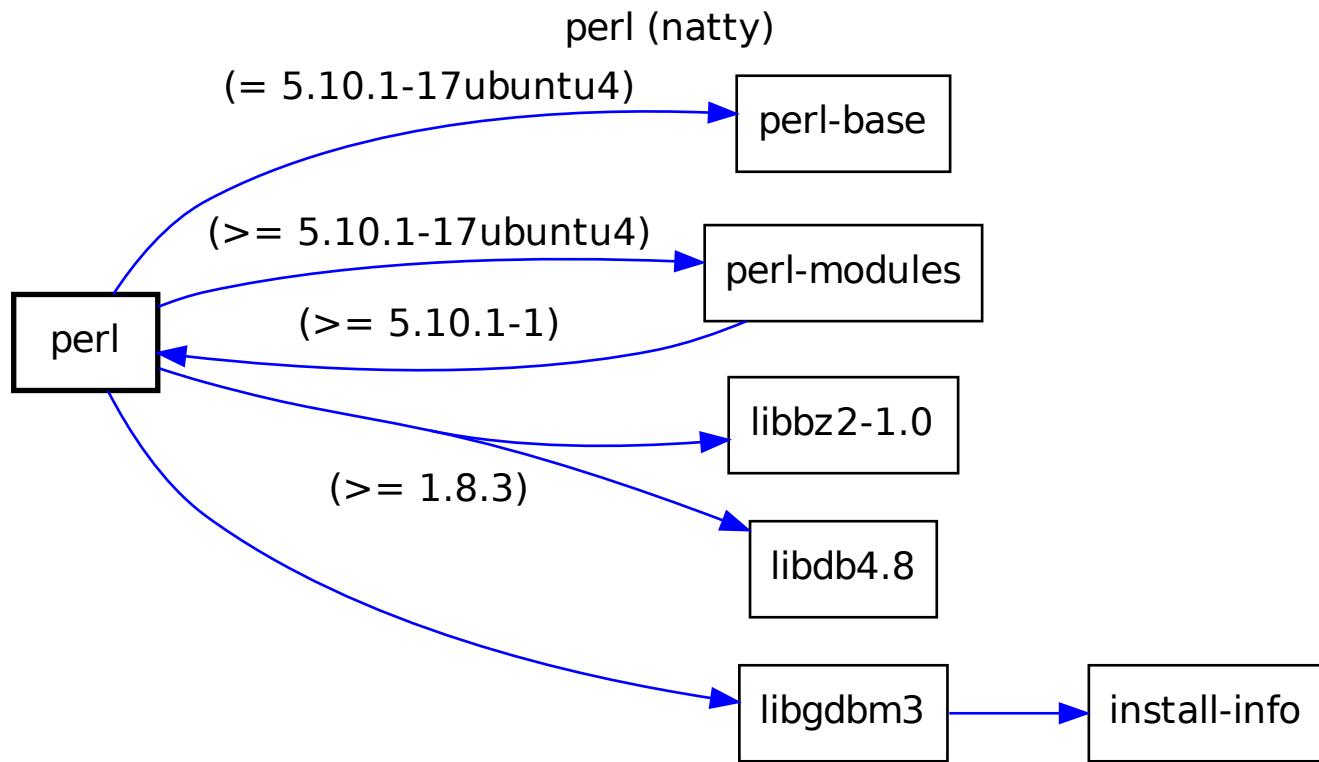 perl (natty)
(= 5.10.1-17ubuntu4)
perl-base
(>= 5.10.1-17ubuntu4)
perl-modules
(>= 5.10.1-1)
perl
libbz2-1.0
(>= 1.8.3)
libdb4.8
libgdbm3
install-info